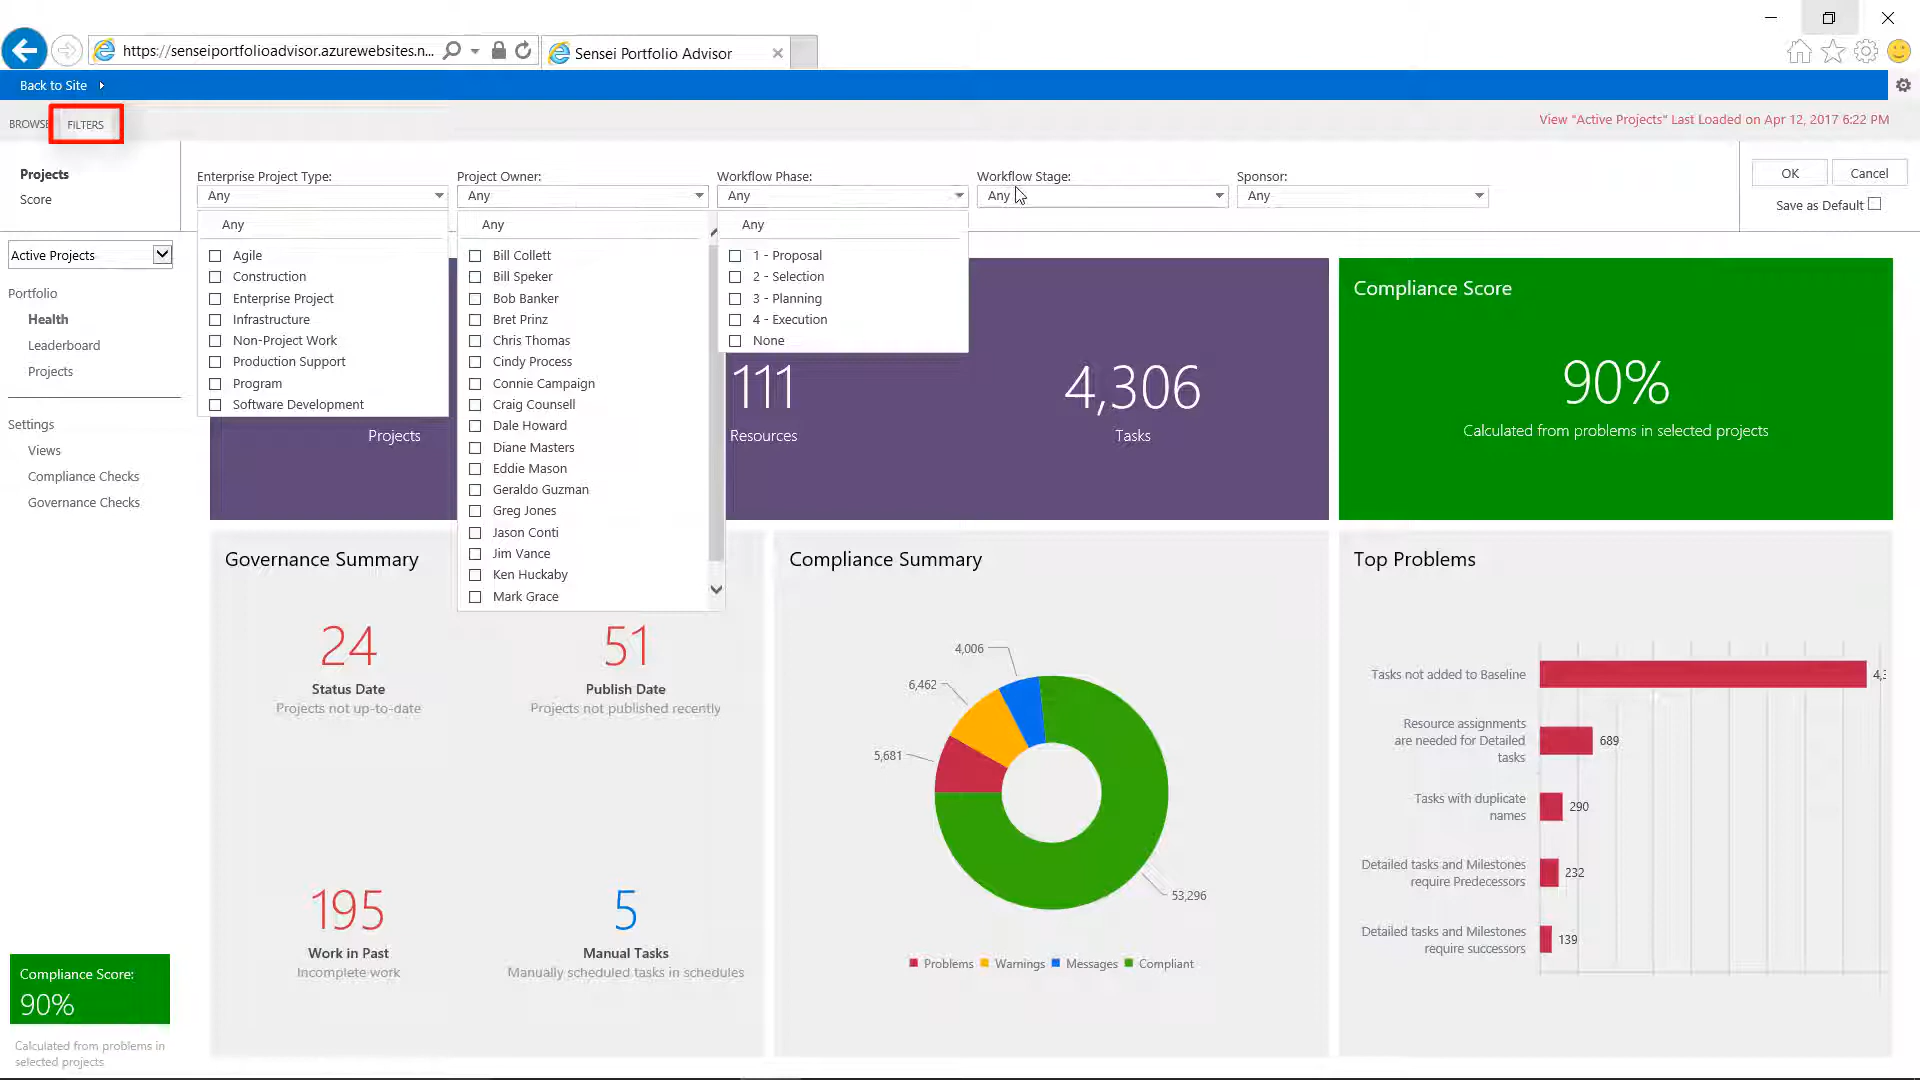 https://senseiportfolioadvisor.azurewebsites.n...
Sensei Portfolio Advisor
Back to Site
BROWSE
FILTERS
View "Active Projects" Last Loaded on Apr 12, 2017 6:22 PM
Projects
Score
Enterprise Project Type:
Any
Project Owner:
Any
Workflow Phase:
Any
Workflow Stage:
Any
Sponsor:
Any
OK
Cancel
Save as Default
Any
Agile
Construction
Enterprise Project
Infrastructure
Non-Project Work
Production Support
Program
Software Development
Any
Bill Collett
Bill Speker
Bob Banker
Bret Prinz
Chris Thomas
Cindy Process
Connie Campaign
Craig Counsell
Dale Howard
Diane Masters
Eddie Mason
Geraldo Guzman
Greg Jones
Jason Conti
Jim Vance
Ken Huckaby
Mark Grace
Any
1 - Proposal
2 - Selection
3 - Planning
4 - Execution
None
Active Projects
Portfolio
Health
Leaderboard
Projects
Settings
Views
Compliance Checks
Governance Checks
Projects
111
Resources
4,306
Tasks
Compliance Score
90%
Calculated from problems in selected projects
Governance Summary
24
Status Date
Projects not up-to-date
51
Publish Date
Projects not published recently
195
Work in Past
Incomplete work
5
Manual Tasks
Manually scheduled tasks in schedules
Compliance Summary
4,006
6,462
5,681
53,296
Problems
Warnings
Messages
Compliant
Top Problems
Tasks not added to Baseline
Resource assignments
are needed for Detailed
tasks
689
Tasks with duplicate
names
290
Detailed tasks and Milestones
require Predecessors
232
Detailed tasks and Milestones
require successors
139
Compliance Score:
90%
Calculated from problems in
selected projects